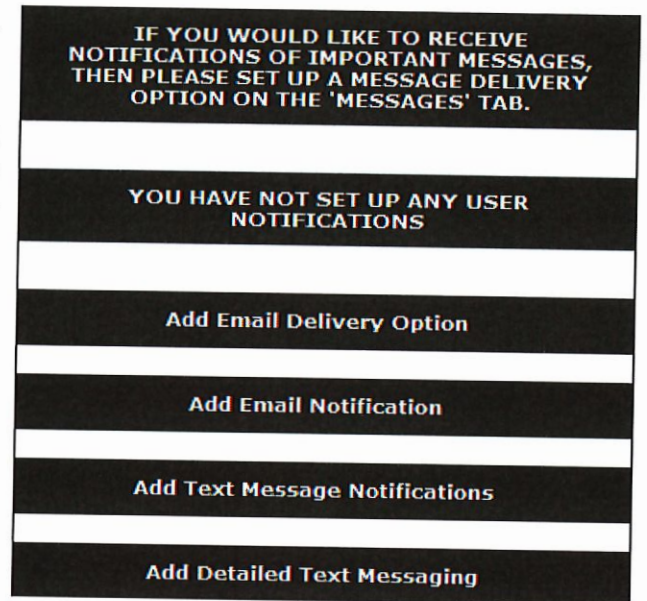 IF YOU WOULD LIKE TO RECEIVE
NOTIFICATIONS OF IMPORTANT MESSAGES,
THEN PLEASE SET UP A MESSAGE DELIVERY
OPTION ON THE 'MESSAGES' TAB.
YOU HAVE NOT SET UP ANY USER
NOTIFICATIONS
Add Email Delivery Option
Add Email Notification
Add Text Message Notifications
Add Detailed Text Messaging